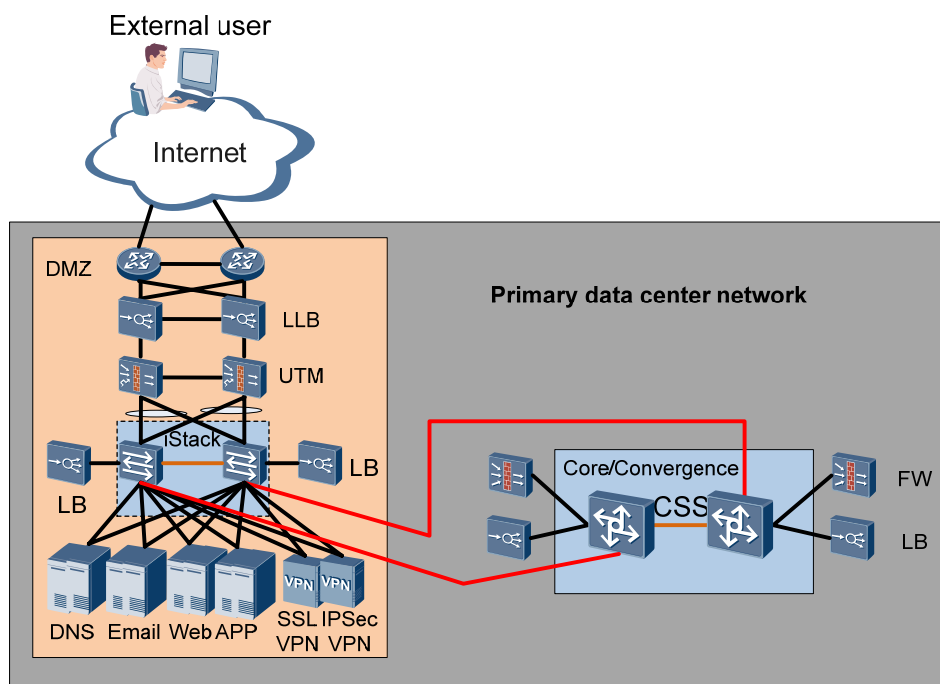 External user
Internet
DMZ
Primary data center network
LLB
UTM
iStack
LB
LB
Core/Convergence
CSS
FW
LB
VPN
VPN
DNS
Email
Web
APP
SSL
VPN
IPSec
VPN